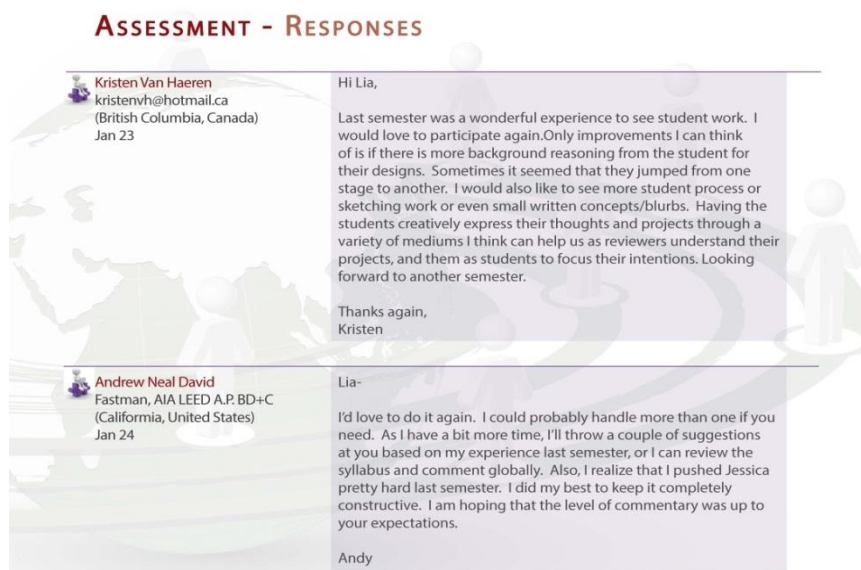 ASSESSMENT - RESPONSES
Kristen Van Haeren
kristenvh@hotmail.ca
(British Columbia, Canada)
Jan 23
Hi Lia,
Last semester was a wonderful experience to see student work. I
would love to participate again.Only improvements I can think
of is if there is more background reasoning from the student for
their designs. Sometimes it seemed that they jumped from one
stage to another. I would also like to see more student process or
sketching work or even small written concepts/blurbs. Having the
students creatively express their thoughts and projects through a
variety of mediums I think can help us as reviewers understand their
projects, and them as students to focus their intentions. Looking
forward to another semester.
Thanks again,
Kristen
Andrew Neal David
Fastman, AIA LEED A.P. BD+C
(California, United States)
Jan 24
Lia-
I'd love to do it again. I could probably handle more than one if you
need. As I have a bit more time, I'll throw a couple of suggestions
at you based on my experience last semester, or I can review the
syllabus and comment globally. Also, I realize that I pushed Jessica
pretty hard last semester. I did my best to keep it completely
constructive. I am hoping that the level of commentary was up to
your expectations.
Andy